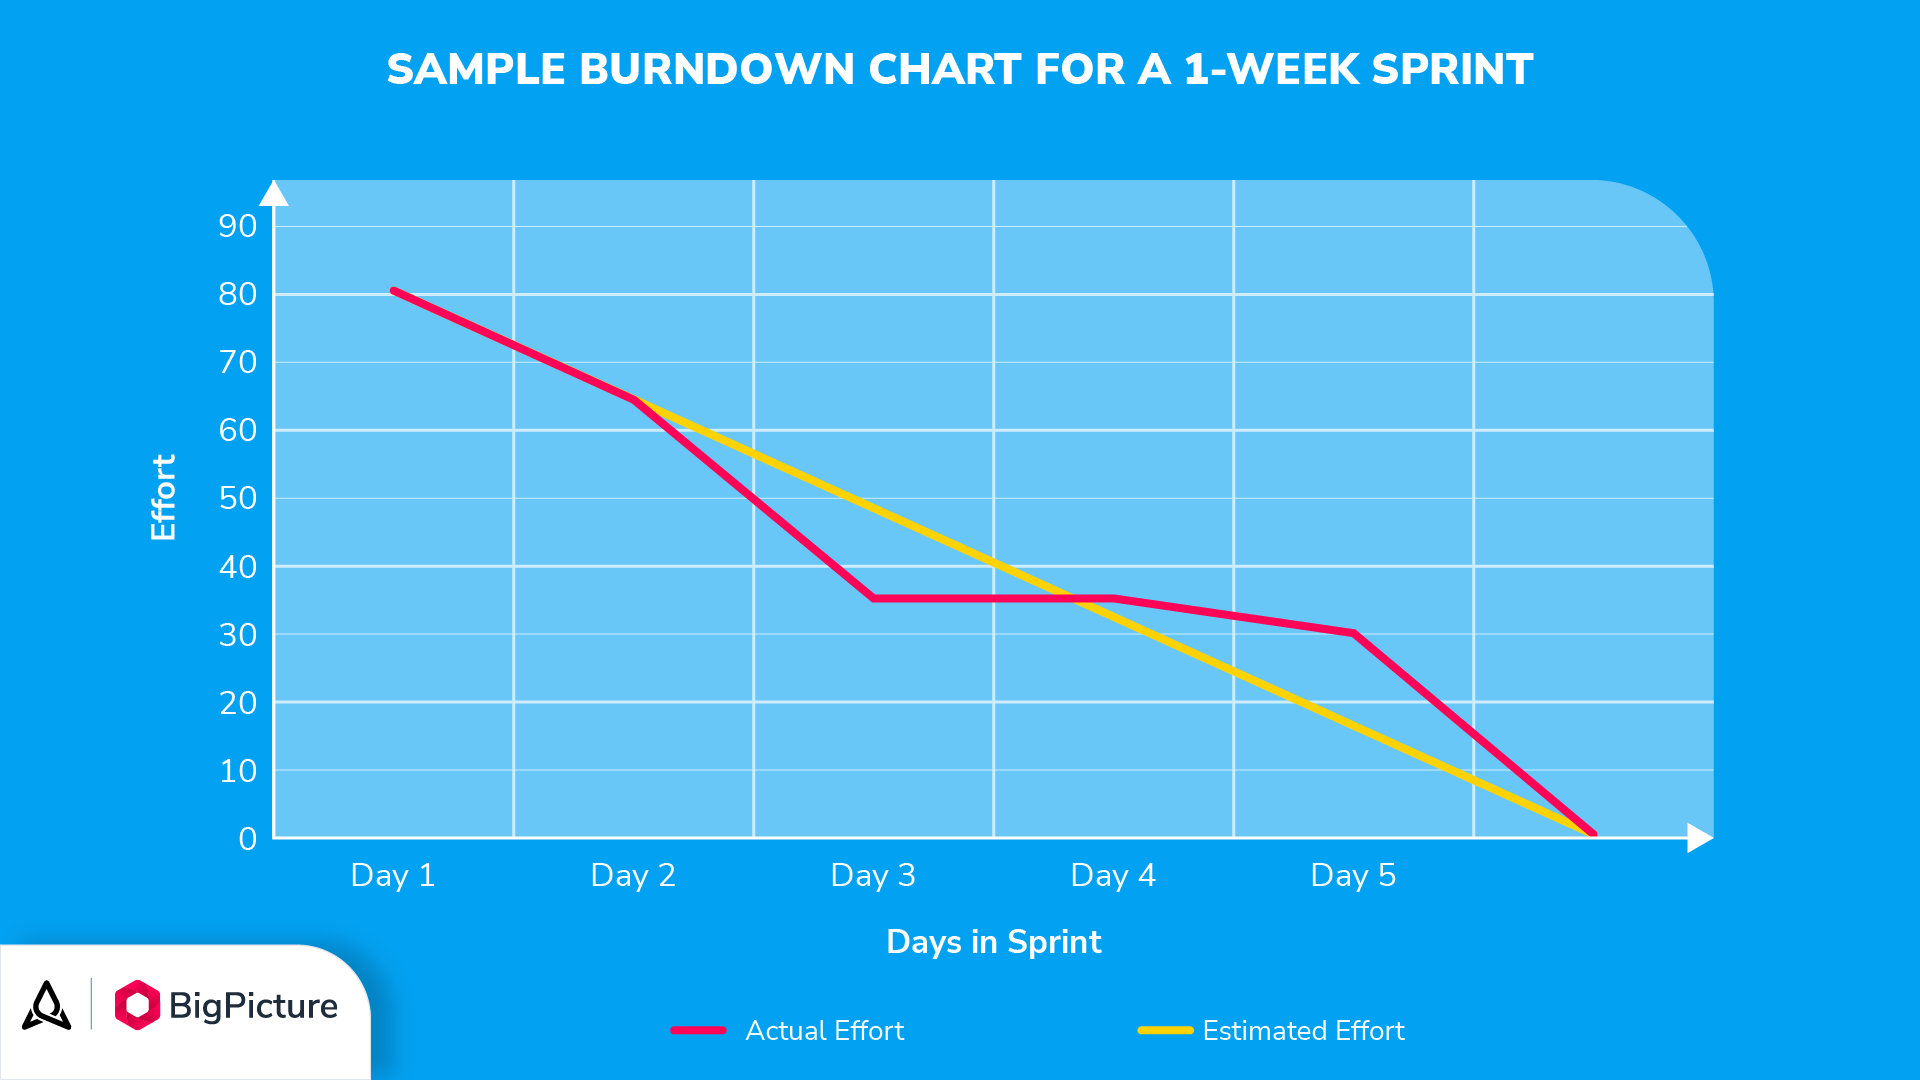 SAMPLE BURNDOWN CHART FOR A 1-WEEK SPRINT
90
80
70
60
50
40
30
20
10
0
Effort
Day 1 Day 2 Day 3 Day 4 Day 5
Days in Sprint
Actual Effort Estimated Effort
BigPicture